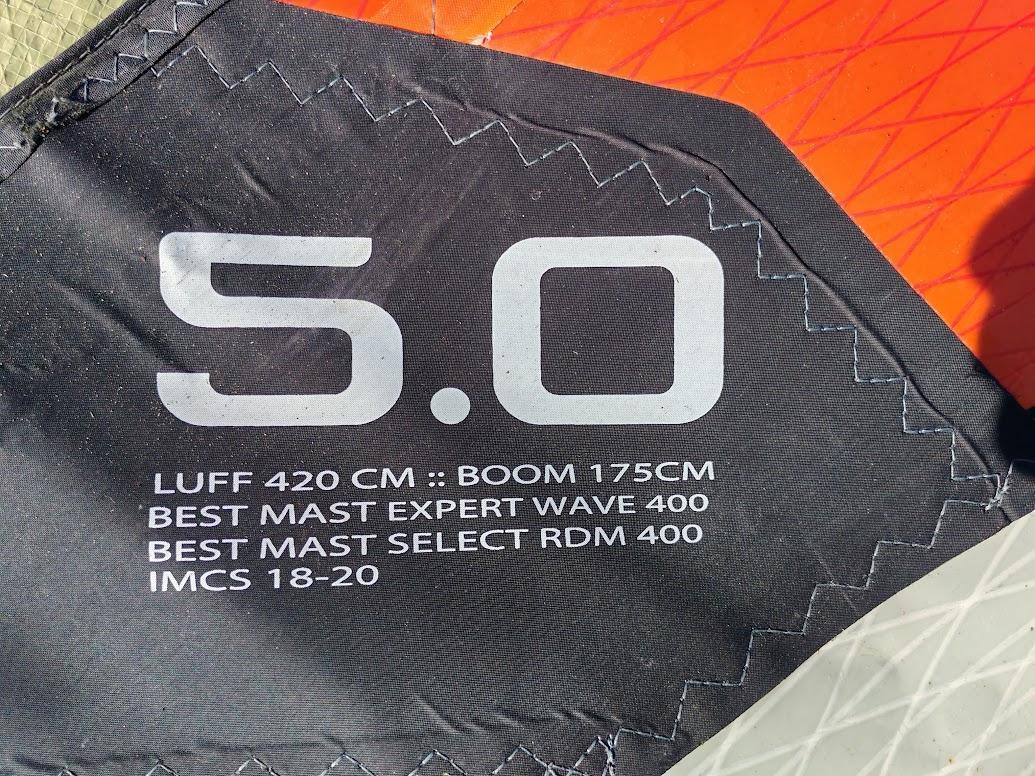 5.0
LUFF 420 CM :: BOOM 175CM
BEST MAST EXPERT WAVE 400
BEST MAST SELECT RDM 400
IMCS 18-20